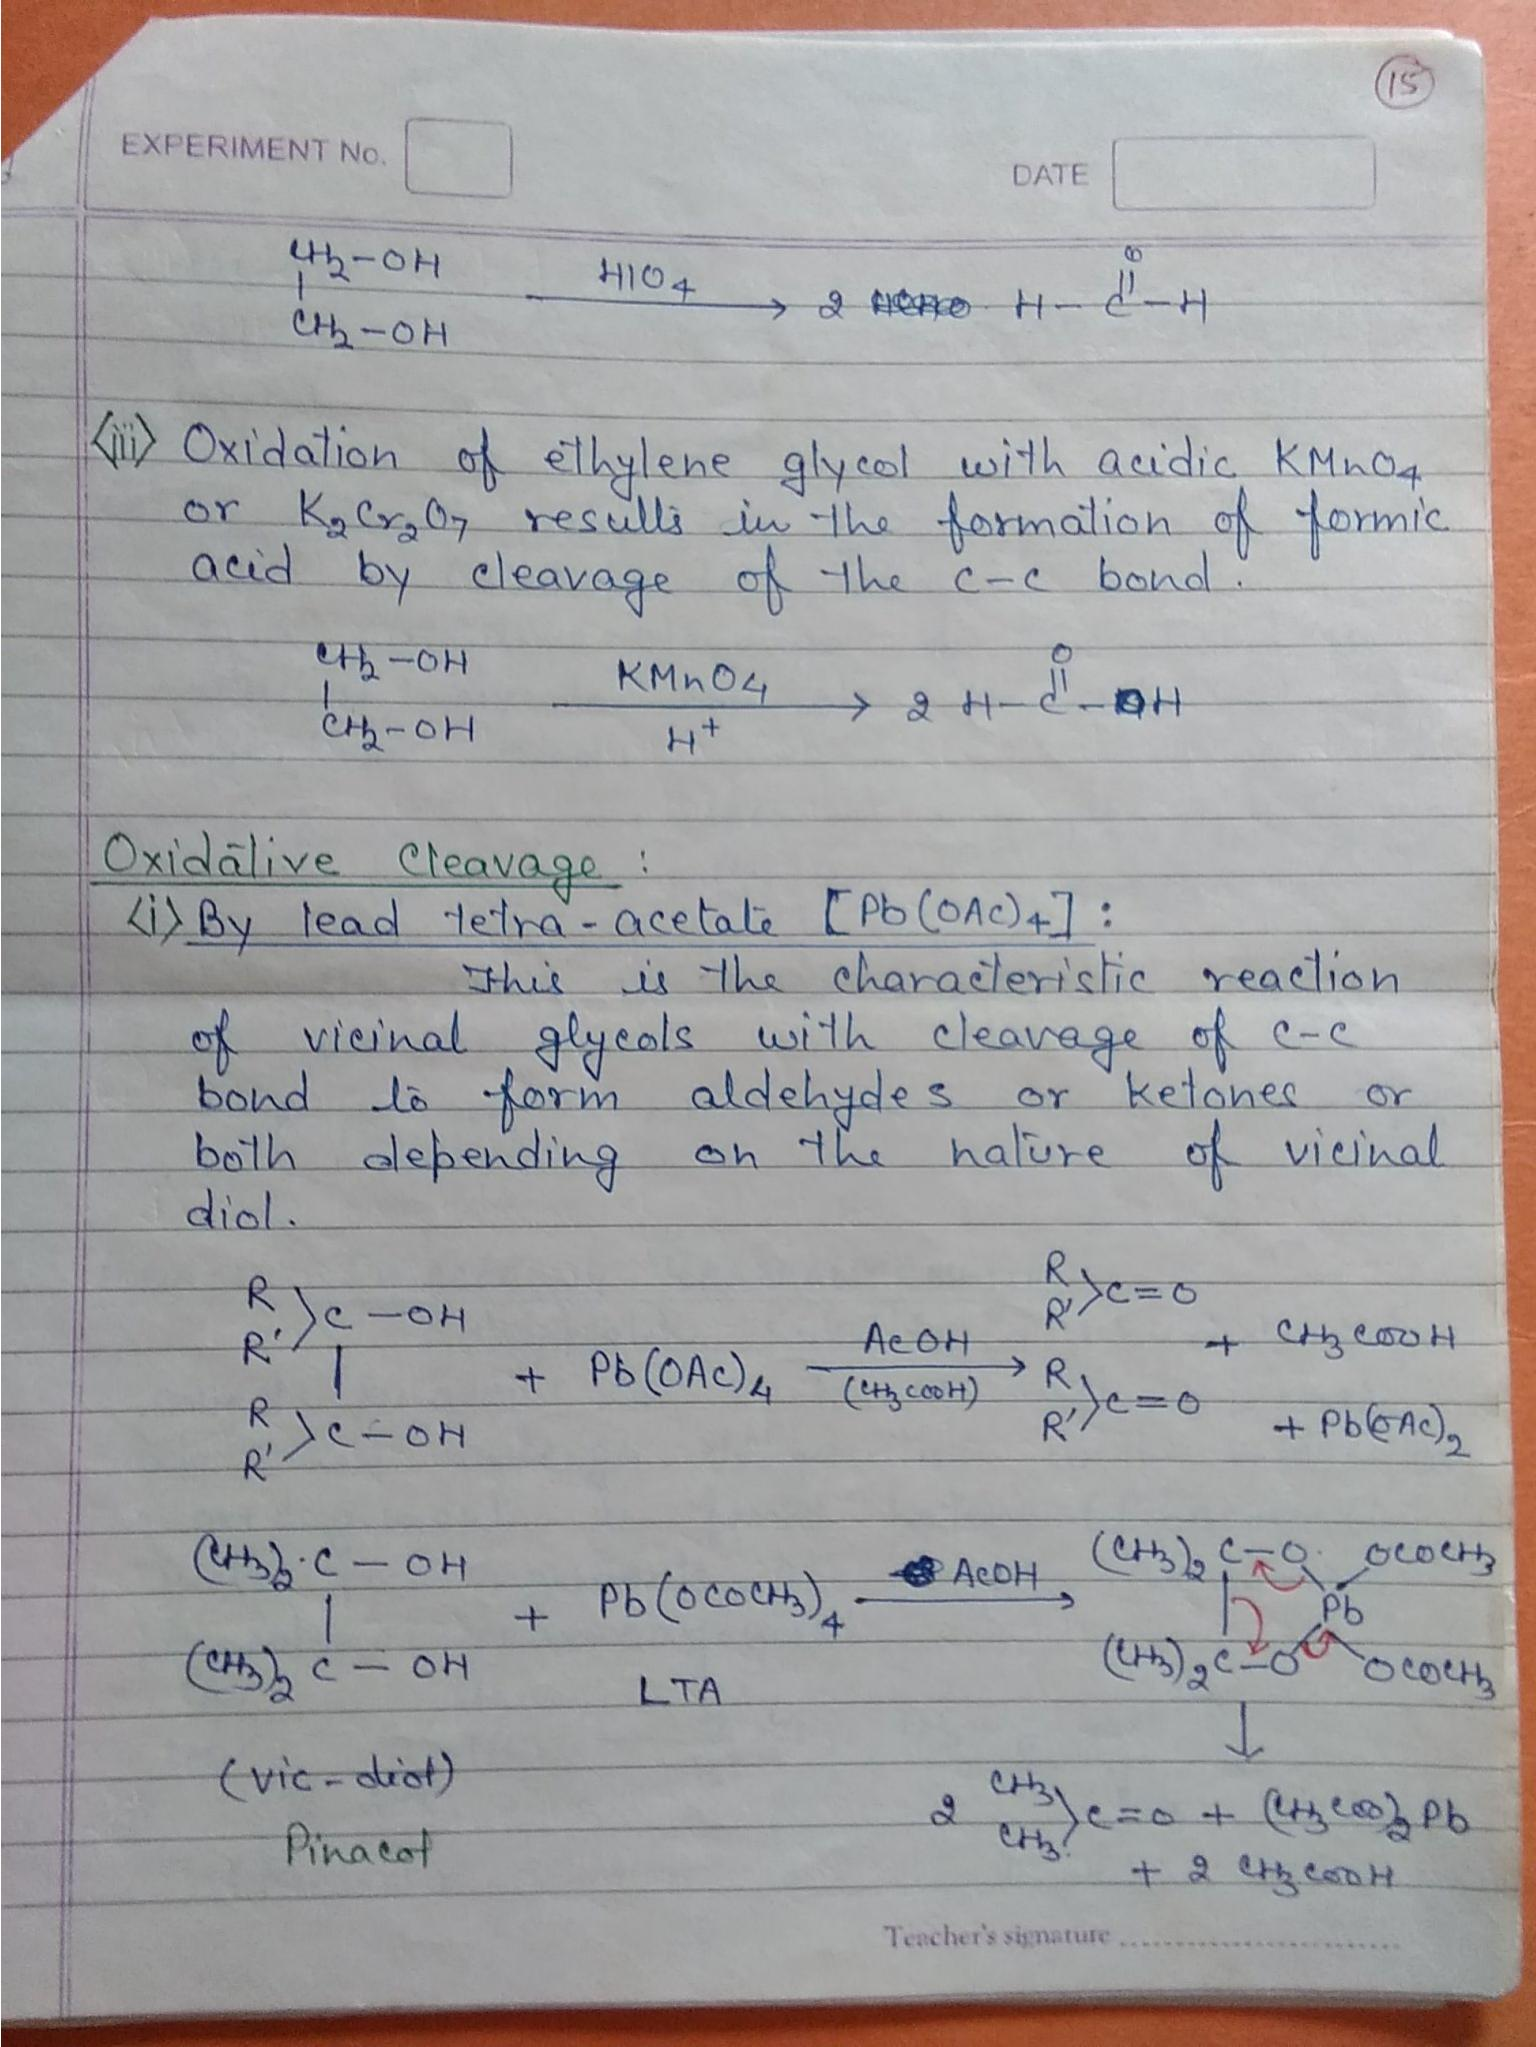 15
EXPERIMENT No.
DATE
CH2-OH
CH2-OH
HIO4
2 H-C-H
O
<iii> Oxidation of ethylene glycol with acidic KMnO4
or K2Cr2O7 results in the formation of formic
acid by cleavage of the c-c bond.
CH2-OH
CH2-OH
KMnO4
H+
2 H-C-OH
O
Oxidative Cleavage :
<i> By lead tetra-acetate [Pb(OAc)4] :
This is the characteristic reaction
of vicinal glycols with cleavage of c-c
bond to form aldehydes or ketones or
both depending on the nature of vicinal
diol.
R
R'
C-OH
R
R'
C-OH
+ Pb(OAc)4
AcOH
(CH3COOH)
R
R'
C=O
R
R'
C=O
+ CH3COOH
+ Pb(OAc)2
(CH3)2·C - OH
(CH3)2 C - OH
+ Pb(OCOCH3)4
LTA
AcOH
(CH3)2 C-O
OCOCH3
Pb
(CH3)2C-O
OCOCH3
(vic-diol)
Pinacol
2 CH3
CH3
C=O + (CH3COO)2Pb
+ 2 CH3COOH
Teacher's signature